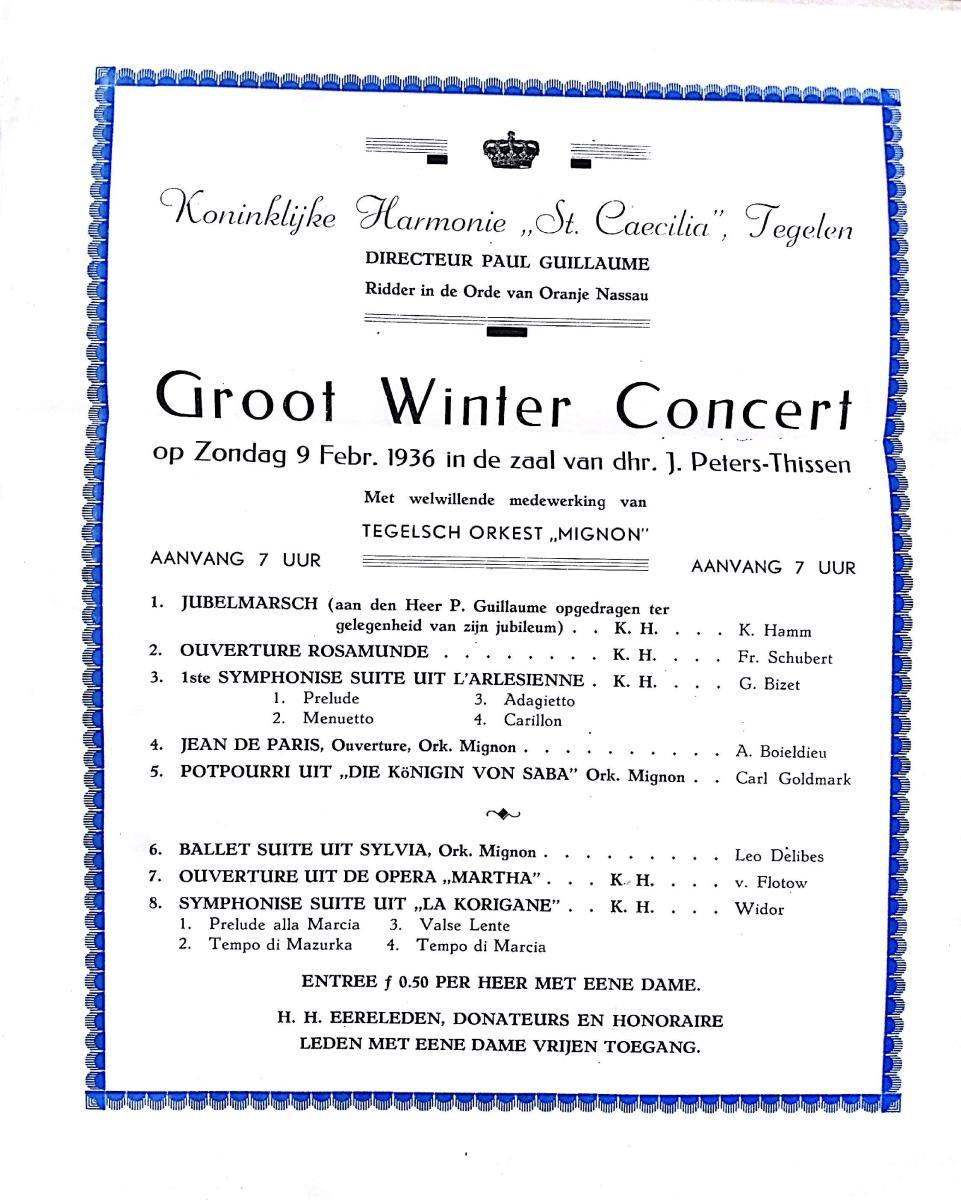 Koninklijke Harmonie „St. Caecilia”, Tegelen
DIRECTEUR PAUL GUILLAUME
Ridder in de Orde van Oranje Nassau
Groot Winter Concert
op Zondag 9 Febr. 1936 in de zaal van dhr. J. Peters-Thissen
Met welwillende medewerking van
TEGELSCH ORKEST „MIGNON”
AANVANG 7 UUR AANVANG 7 UUR
1. JUBELMARSCH (aan den Heer P. Guillaume opgedragen ter
gelegenheid van zijn jubileum) . . K. H. . . . K. Hamm
2. OUVERTURE ROSAMUNDE . . . . . . . . K. H. . . . Fr. Schubert
3. 1ste SYMPHONISE SUITE UIT L'ARLESIENNE . K. H. . . . G. Bizet
1. Prelude 3. Adagietto
2. Menuetto 4. Carillon
4. JEAN DE PARIS, Ouverture, Ork. Mignon . . . . . . . . . . A. Boieldieu
5. POTPOURRI UIT „DIE KöNIGIN VON SABA” Ork. Mignon . . Carl Goldmark
6. BALLET SUITE UIT SYLVIA, Ork. Mignon . . . . . . . . . Leo Délibes
7. OUVERTURE UIT DE OPERA „MARTHA” . . . K. H. . . . v. Flotow
8. SYMPHONISE SUITE UIT „LA KORIGANE” . . K. H. . . . Widor
1. Prelude alla Marcia 3. Valse Lente
2. Tempo di Mazurka 4. Tempo di Marcia
ENTREE ƒ 0.50 PER HEER MET EENE DAME.
H. H. EERELEDEN, DONATEURS EN HONORAIRE
LEDEN MET EENE DAME VRIJEN TOEGANG.